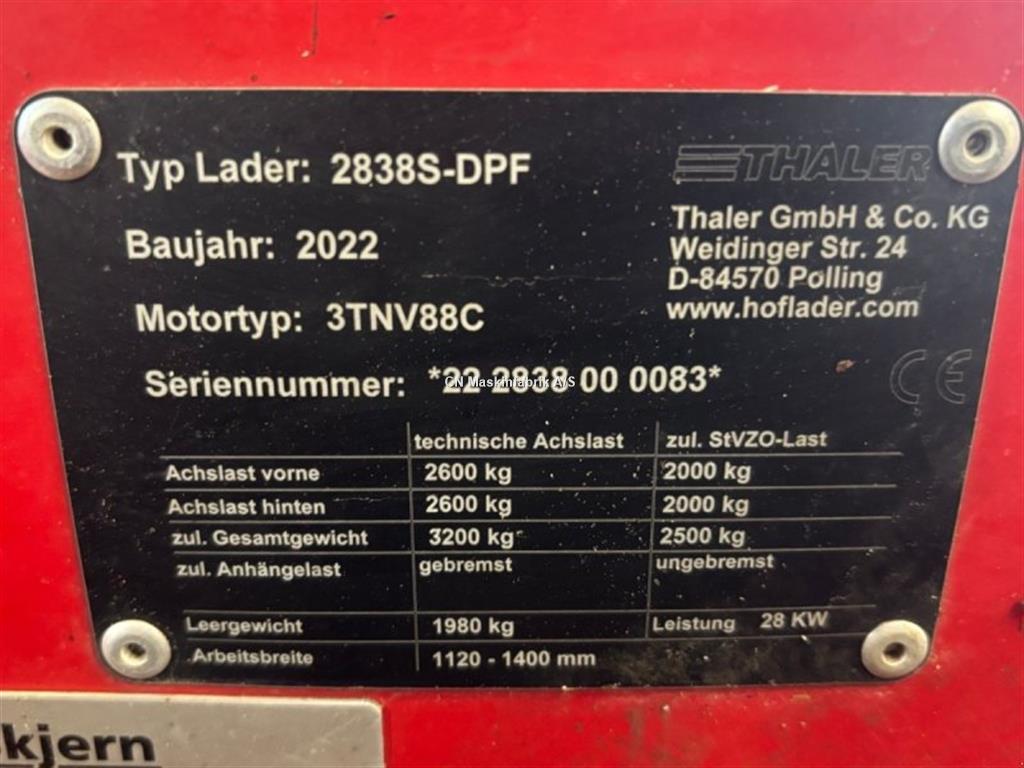 Typ Lader: 2838S-DPF
THALER
Thaler GmbH & Co. KG
Weidinger Str. 24
D-84570 Polling
www.hoflader.com
Baujahr: 2022
Motortyp: 3TNV88C
Seriennummer: *22 2838 00 0083*
CN Maskinfabrik A/S
CE
technische Achslast zul. StVZO-Last
Achslast vorne 2600 kg 2000 kg
Achslast hinten 2600 kg 2000 kg
zul. Gesamtgewicht 3200 kg 2500 kg
zul. Anhängelast gebremst ungebremst
Leergewicht 1980 kg Leistung 28 KW
Arbeitsbreite 1120 - 1400 mm
kjern